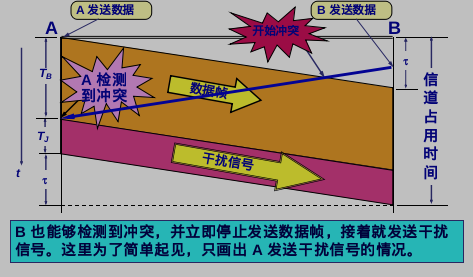 A 发送数据
B 发送数据
A
B
开始冲突
T_B
A 检测
到冲突
数据帧
τ
信道占用时间
T_J
干扰信号
t
τ
B 也能够检测到冲突，并立即停止发送数据帧，接着就发送干扰
信号。这里为了简单起见，只画出 A 发送干扰信号的情况。